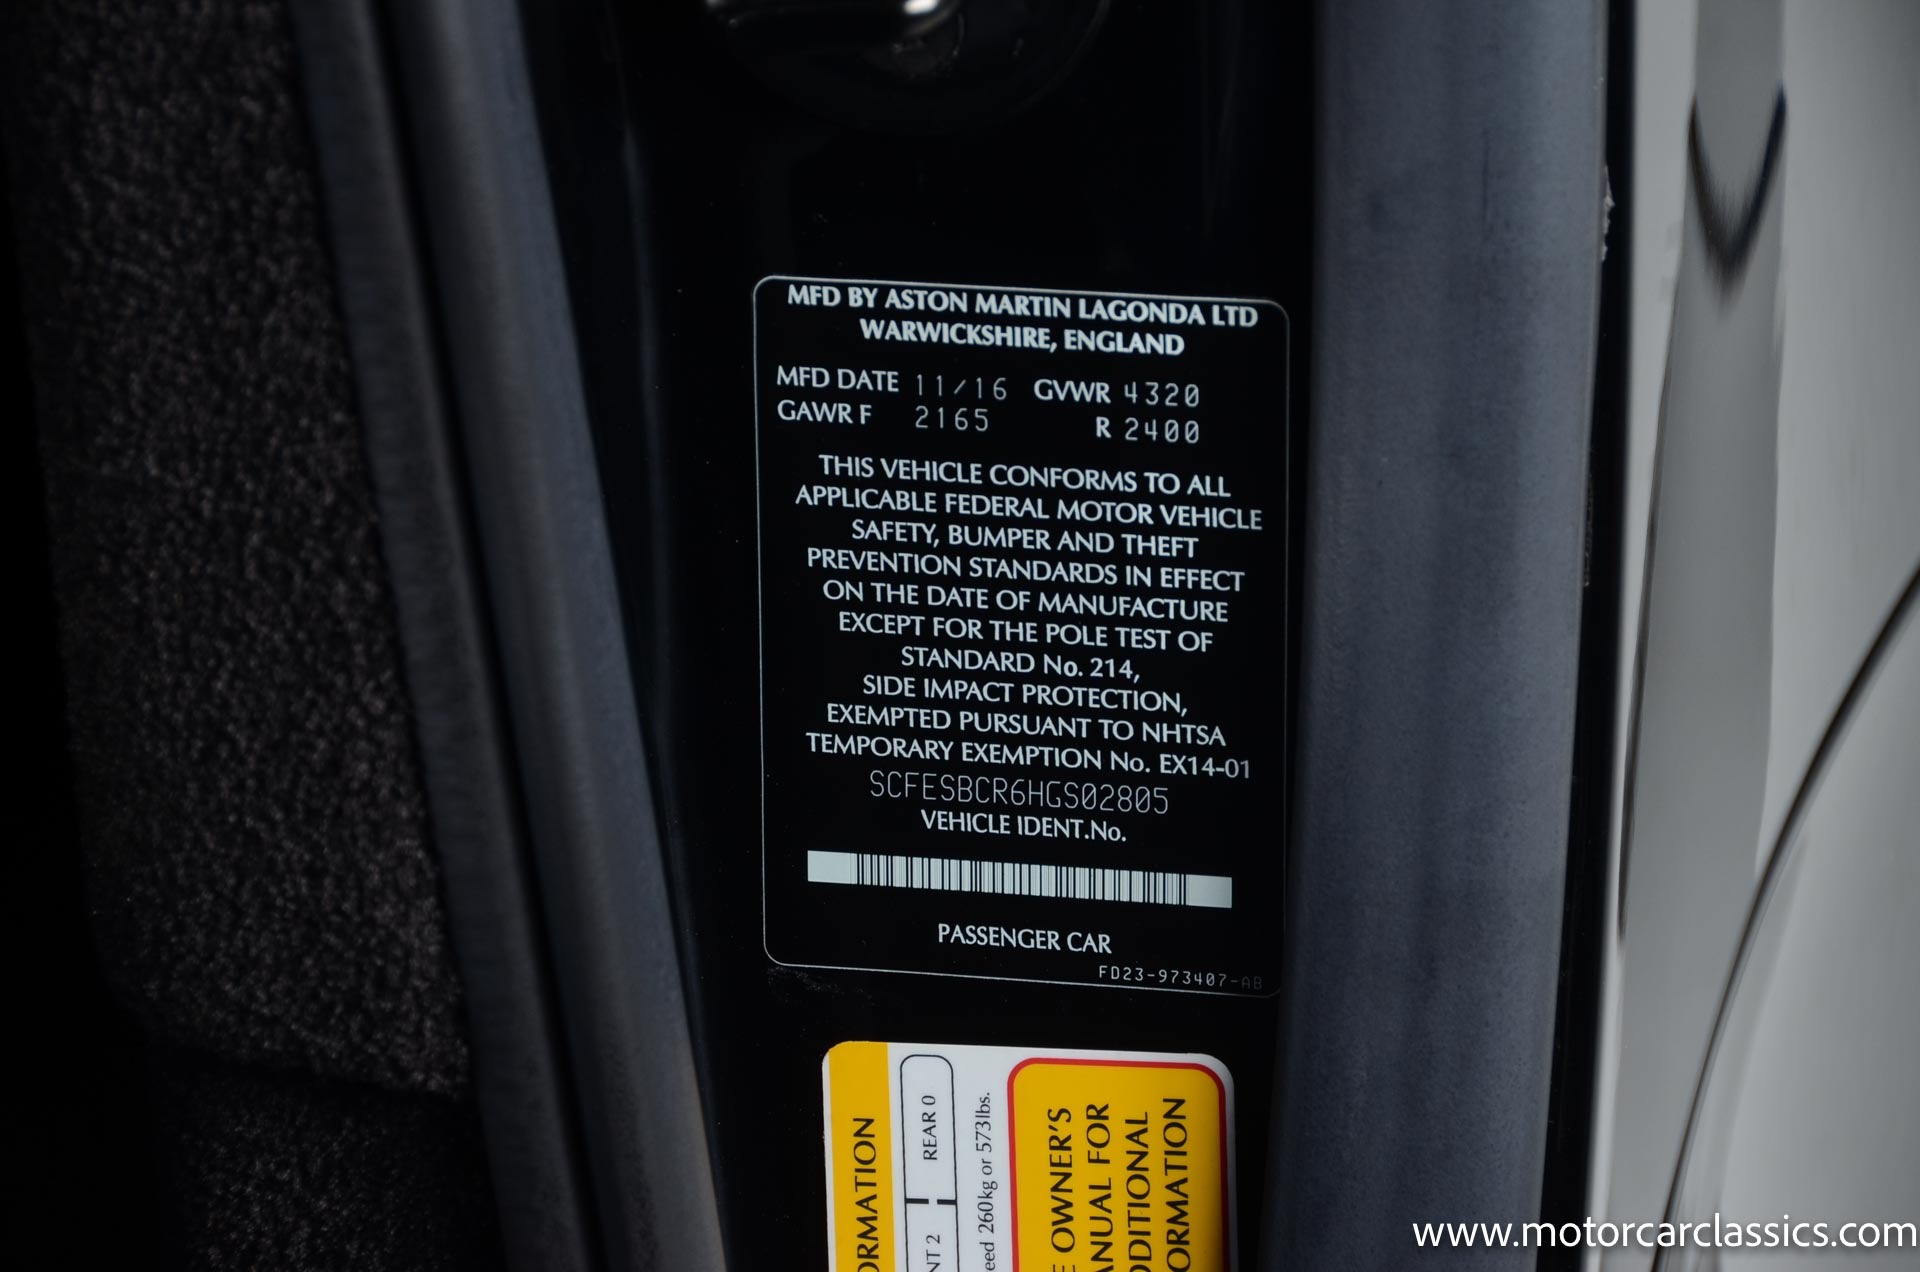 MFD BY ASTON MARTIN LAGONDA LTD
WARWICKSHIRE, ENGLAND
MFD DATE 11/16 GVWR 4320
GAWR F 2165 R 2400
THIS VEHICLE CONFORMS TO ALL
APPLICABLE FEDERAL MOTOR VEHICLE
SAFETY, BUMPER AND THEFT
PREVENTION STANDARDS IN EFFECT
ON THE DATE OF MANUFACTURE
EXCEPT FOR THE POLE TEST OF
STANDARD No. 214,
SIDE IMPACT PROTECTION,
EXEMPTED PURSUANT TO NHTSA
TEMPORARY EXEMPTION No. EX14-01
SCFESBCR6HGS02805
VEHICLE IDENT.No.
PASSENGER CAR
FD23-973407-AB
REAR 0
260kg or 573lbs.
OWNER'S
FOR
www.motorcarclassics.com